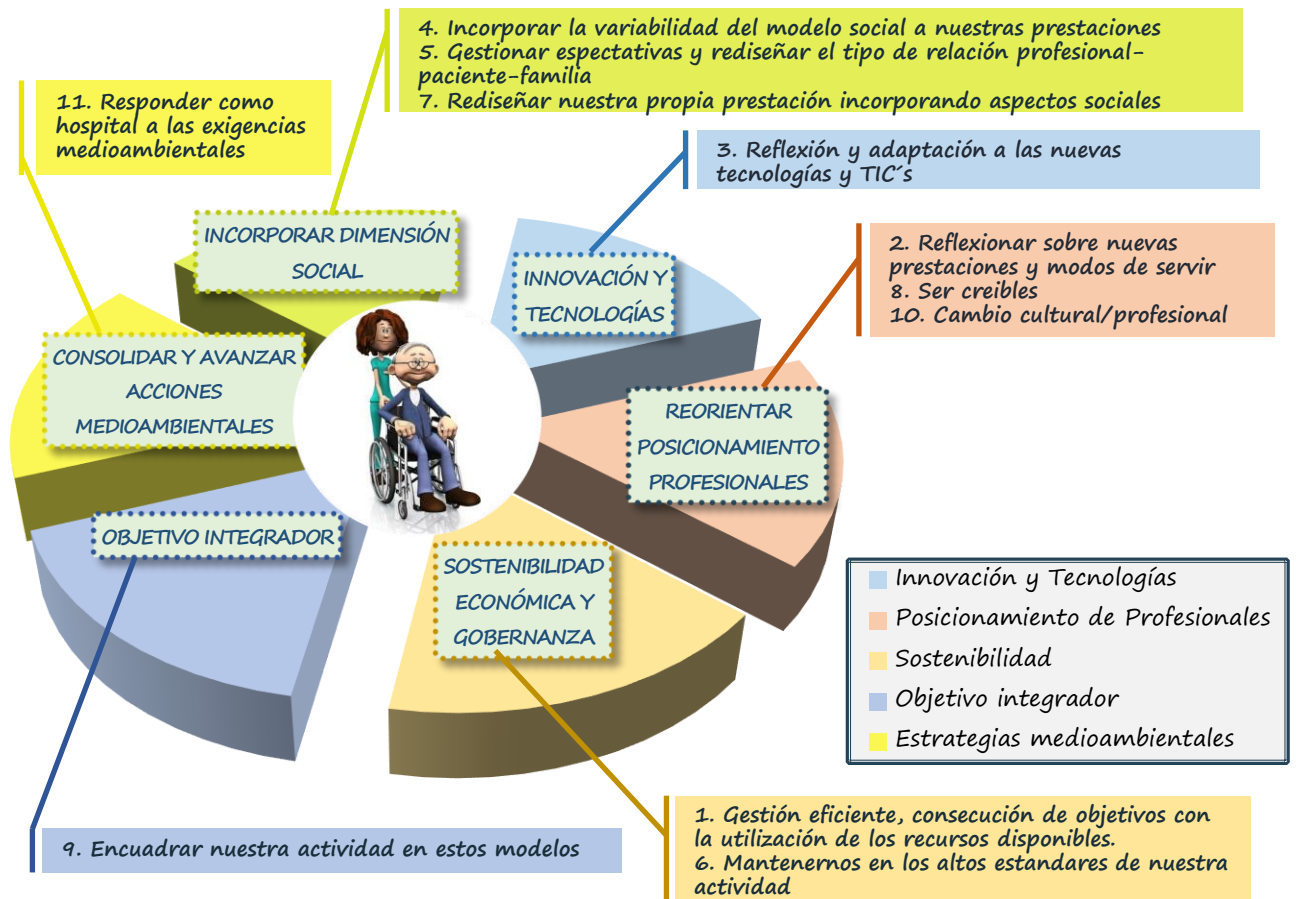 4. Incorporar la variabilidad del modelo social a nuestras prestaciones
5. Gestionar espectativas y rediseñar el tipo de relación profesional-
paciente-familia
7. Rediseñar nuestra propia prestación incorporando aspectos sociales
11. Responder como
hospital a las exigencias
medioambientales
3. Reflexión y adaptación a las nuevas
tecnologías y TIC´s
2. Reflexionar sobre nuevas
prestaciones y modos de servir
8. Ser creibles
10. Cambio cultural/profesional
INCORPORAR DIMENSIÓN
SOCIAL
INNOVACIÓN Y
TECNOLOGÍAS
CONSOLIDAR Y AVANZAR
ACCIONES
MEDIOAMBIENTALES
REORIENTAR
POSICIONAMIENTO
PROFESIONALES
OBJETIVO INTEGRADOR
SOSTENIBILIDAD
ECONÓMICA Y
GOBERNANZA
Innovación y Tecnologías
Posicionamiento de Profesionales
Sostenibilidad
Objetivo integrador
Estrategias medioambientales
9. Encuadrar nuestra actividad en estos modelos
1. Gestión eficiente, consecución de objetivos con
la utilización de los recursos disponibles.
6. Mantenernos en los altos estandares de nuestra
actividad